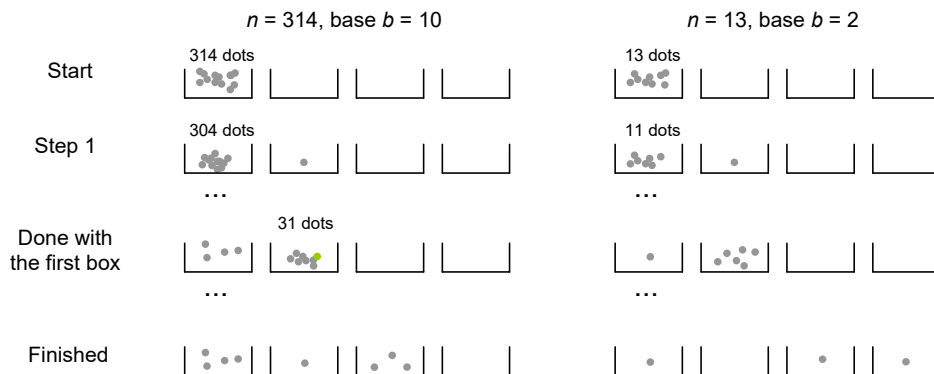 n = 314, base b = 10
n = 13, base b = 2
Start
314 dots
13 dots
Step 1
304 dots
11 dots
...
...
Done with
the first box
31 dots
...
...
Finished